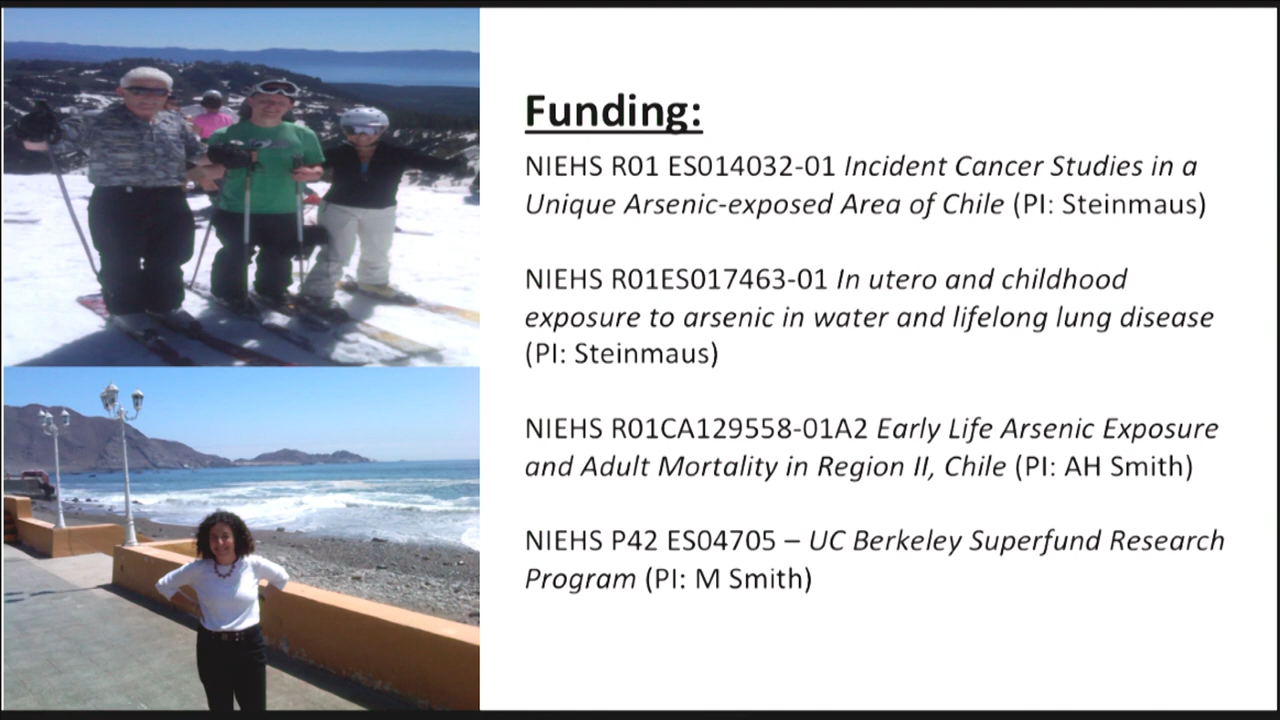 Funding:
NIEHS R01 ES014032-01 Incident Cancer Studies in a
Unique Arsenic-exposed Area of Chile (PI: Steinmaus)
NIEHS R01ES017463-01 In utero and childhood
exposure to arsenic in water and lifelong lung disease
(PI: Steinmaus)
NIEHS R01CA129558-01A2 Early Life Arsenic Exposure
and Adult Mortality in Region II, Chile (PI: AH Smith)
NIEHS P42 ES04705 – UC Berkeley Superfund Research
Program (PI: M Smith)